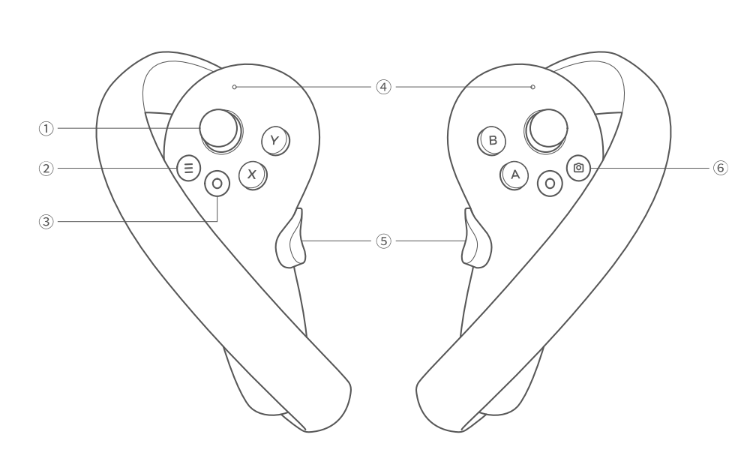 ④
①
Y
B
②
X
A
⑥
③
⑤